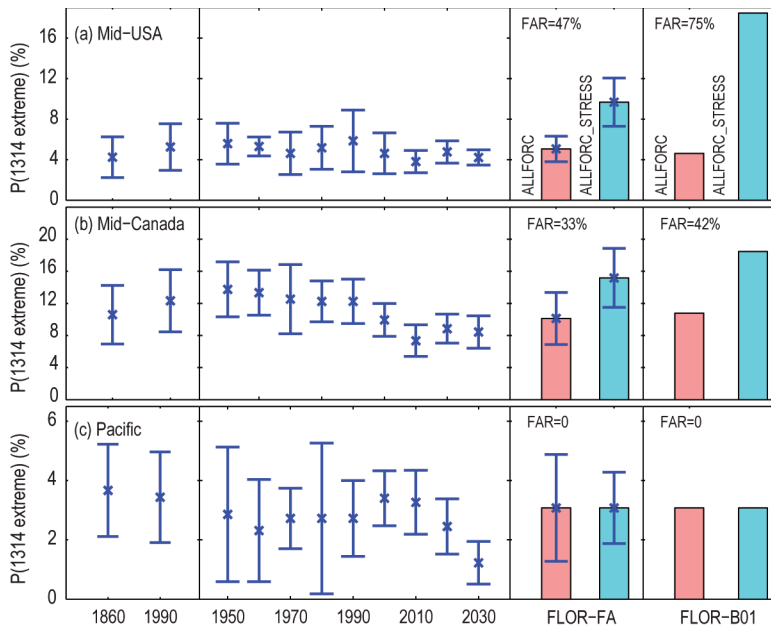 (a) Mid-USA
FAR=47%
FAR=75%
P(1314 extreme) (%)
16
12
8
4
0
ALLFORC
ALLFORC_STRESS
ALLFORC
ALLFORC_STRESS
(b) Mid-Canada
FAR=33%
FAR=42%
P(1314 extreme) (%)
20
16
12
8
4
0
(c) Pacific
FAR=0
FAR=0
P(1314 extreme) (%)
6
4
2
0
1860 1990 1950 1970 1990 2010 2030 FLOR-FA FLOR-B01